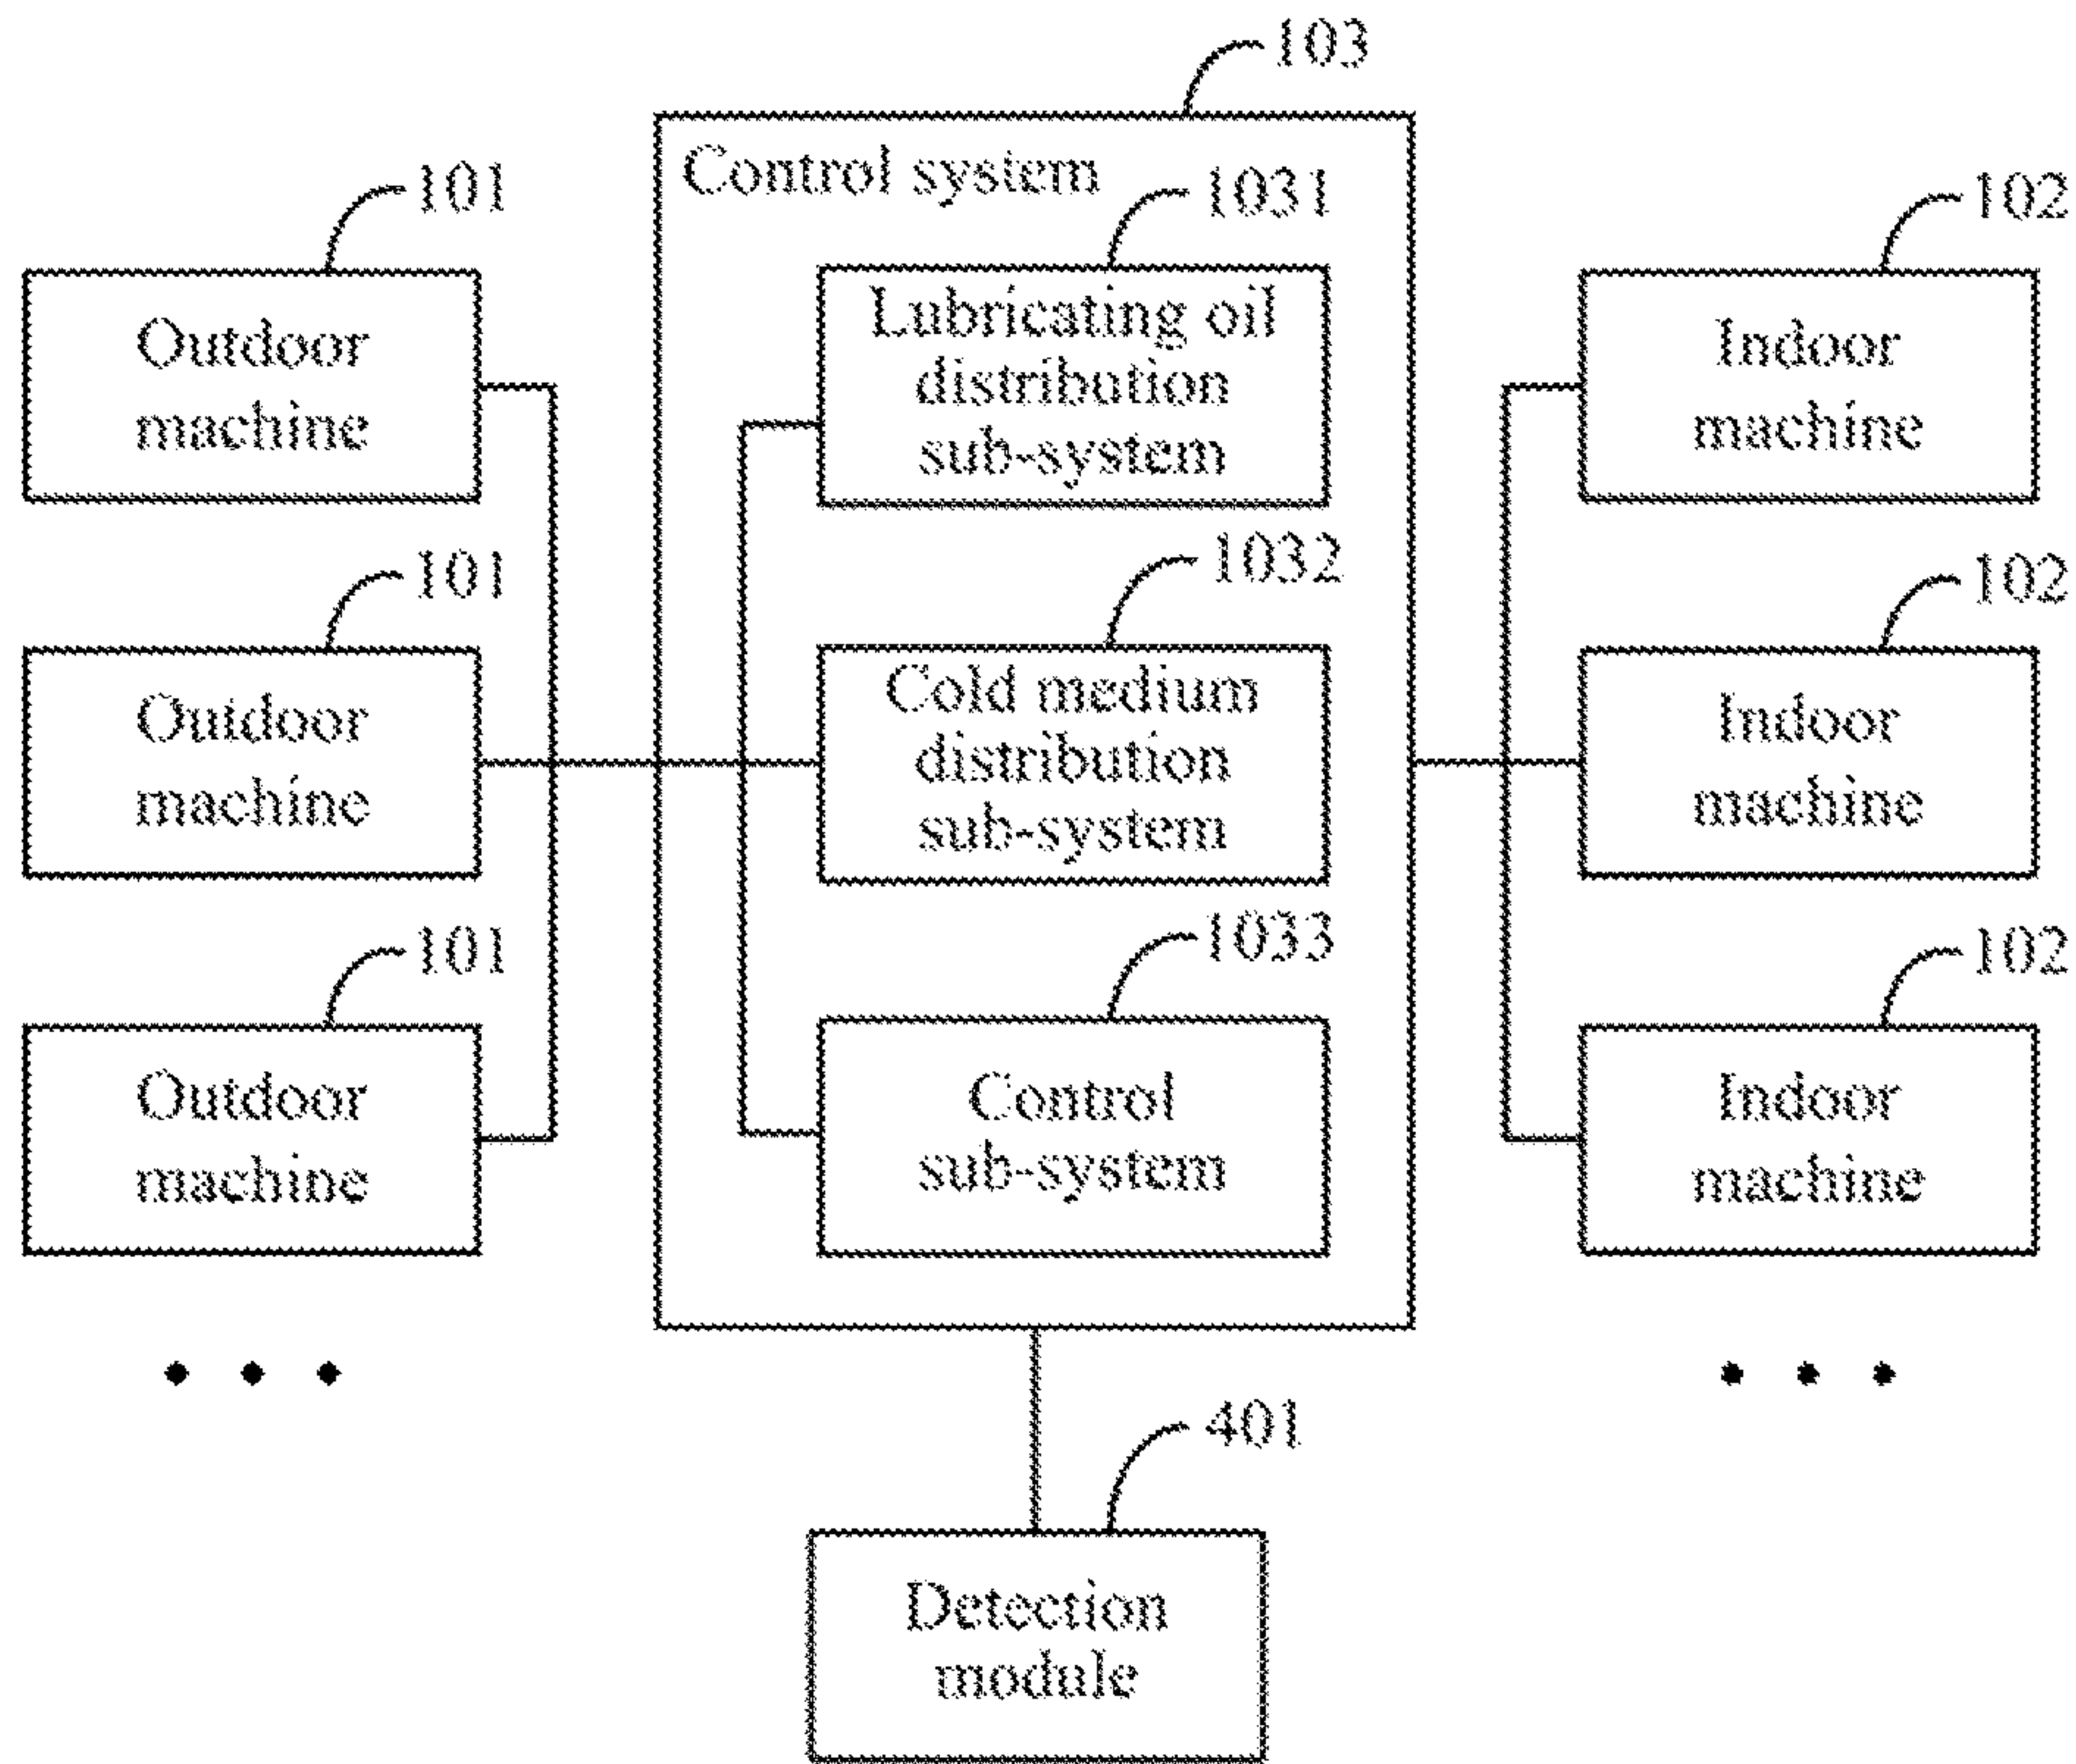 103
Control system
101
1031
102
Outdoor
machine
Lubricating oil
distribution
sub-system
Indoor
machine
101
1032
102
Outdoor
machine
Cold medium
distribution
sub-system
Indoor
machine
101
1033
102
Outdoor
machine
Control
sub-system
Indoor
machine
• • •
• • •
401
Detection
module